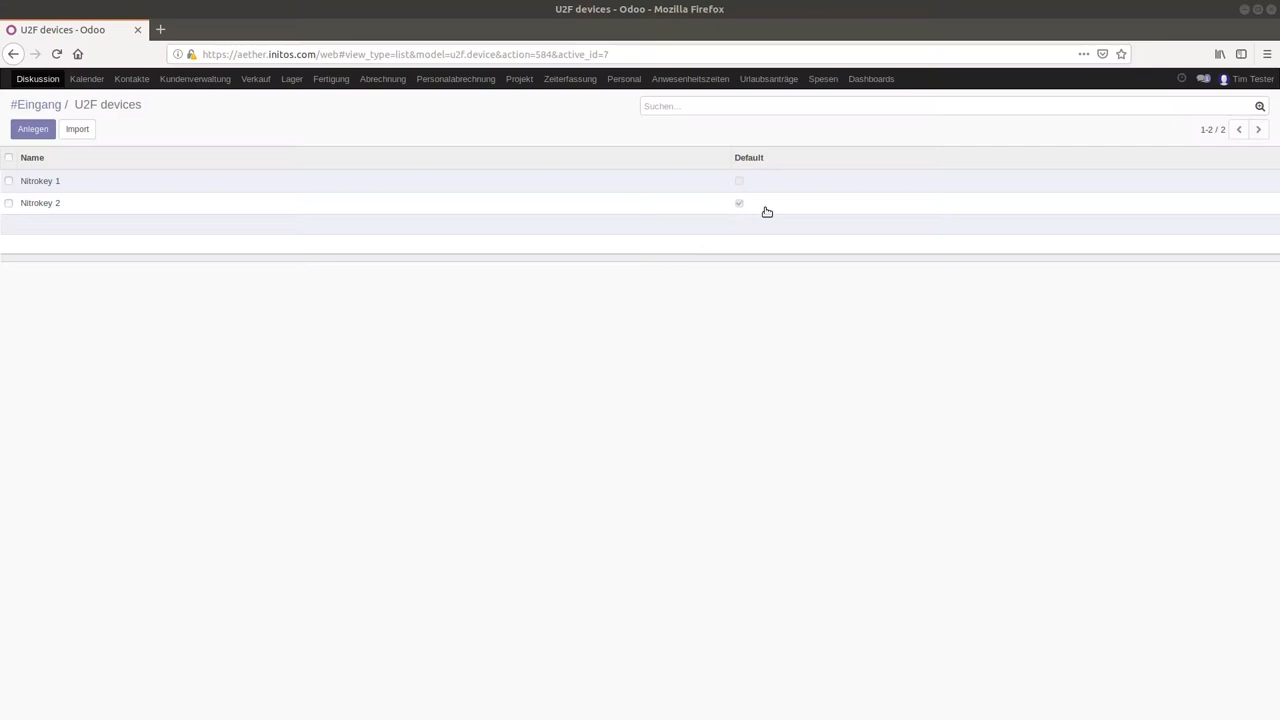 U2F devices - Odoo - Mozilla Firefox
U2F devices - Odoo
https://aether.initos.com/web#view_type=list&model=u2f.device&action=584&active_id=7
Diskussion Kalender Kontakte Kundenverwaltung Verkauf Lager Fertigung Abrechnung Personalabrechnung Projekt Zeiterfassung Personal Anwesenheitszeiten Urlaubsanträge Spesen Dashboards Tim Tester
#Eingang / U2F devices
Suchen...
Anlegen Import
1-2 / 2
Name Default
Nitrokey 1
Nitrokey 2